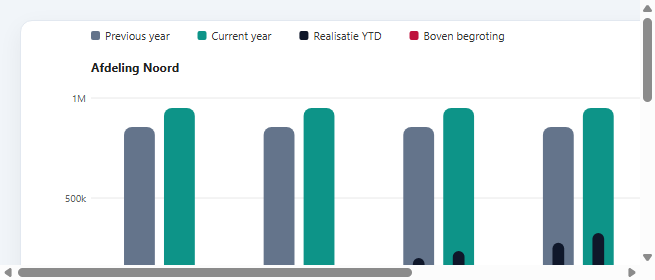 Previous year Current year Realisatie YTD Boven begroting
Afdeling Noord
1M
500k